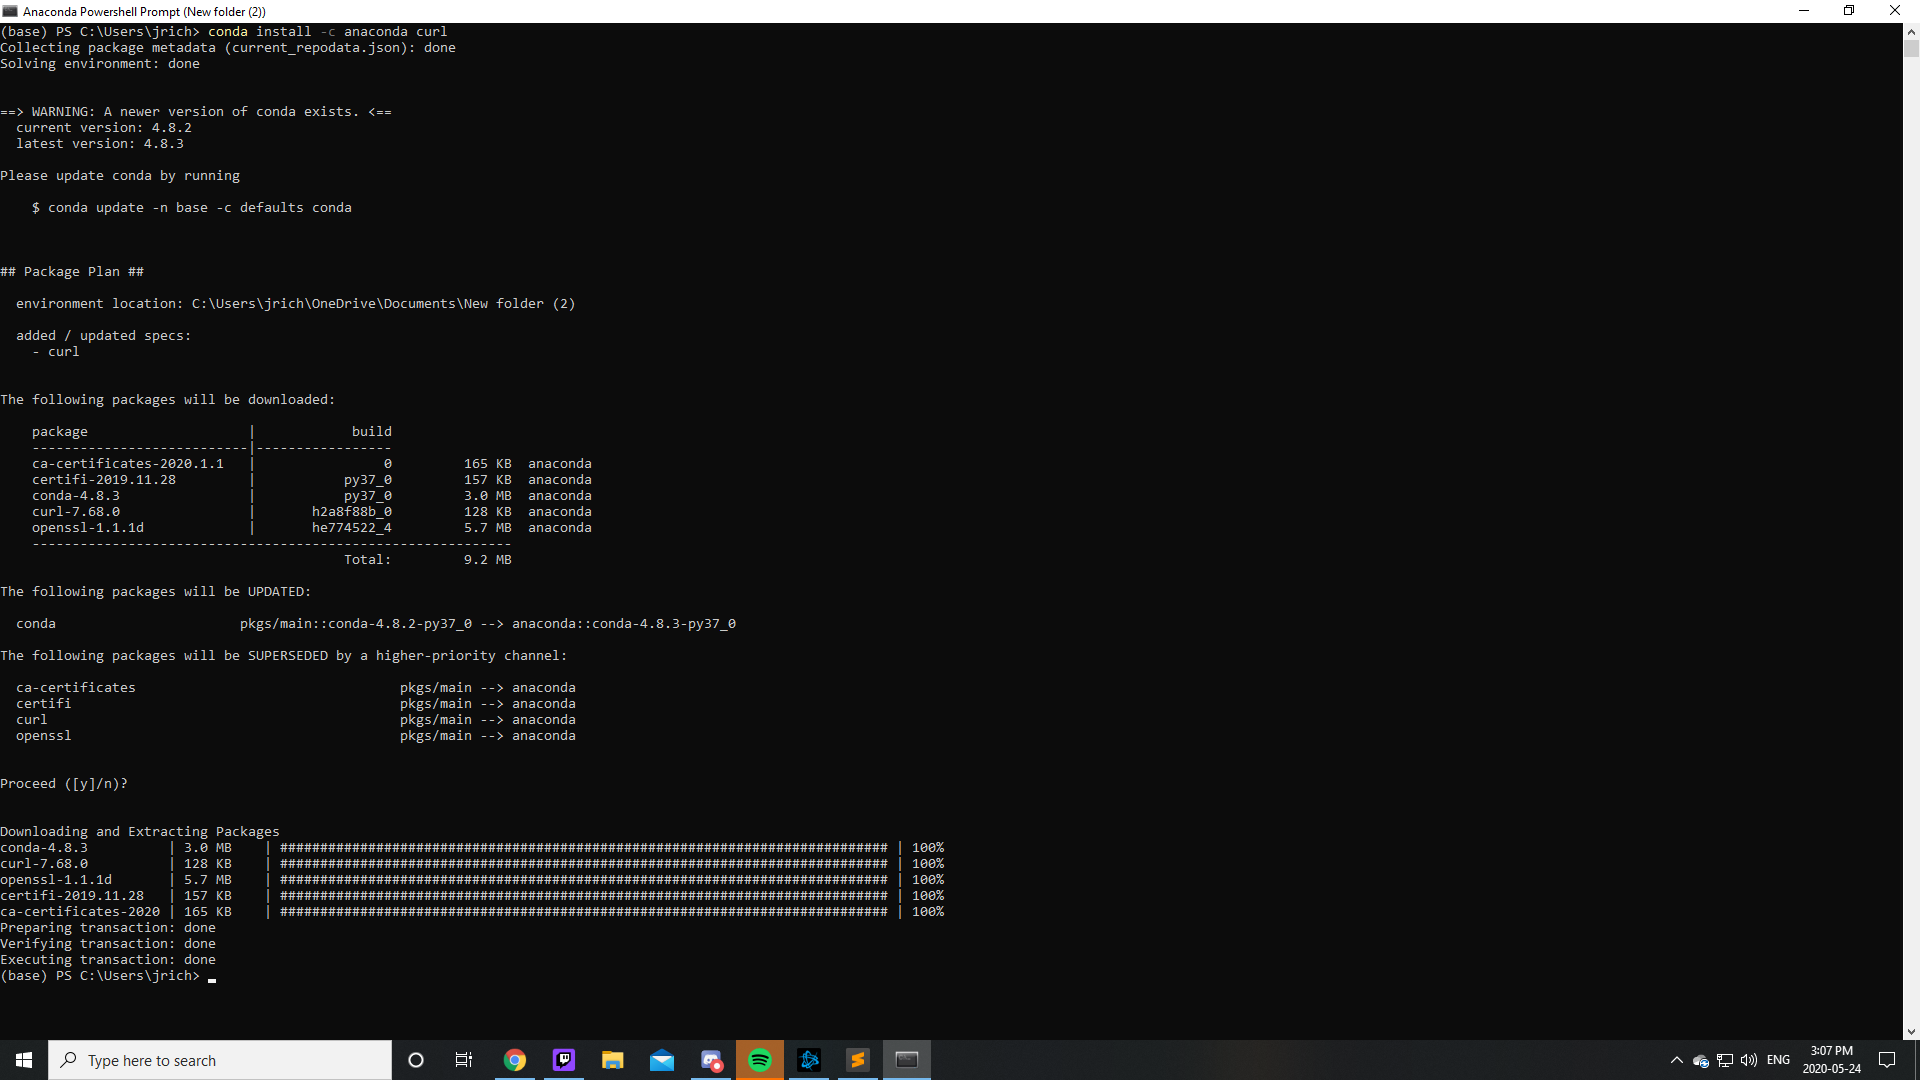 Anaconda Powershell Prompt (New folder (2))
(base) PS C:\Users\jrich> conda install -c anaconda curl
Collecting package metadata (current_repodata.json): done
Solving environment: done
==> WARNING: A newer version of conda exists. <==
current version: 4.8.2
latest version: 4.8.3
Please update conda by running
$ conda update -n base -c defaults conda
## Package Plan ##
environment location: C:\Users\jrich\OneDrive\Documents\New folder (2)
added / updated specs:
- curl
The following packages will be downloaded:
package | build
---------------------------|-----------------
ca-certificates-2020.1.1 | 0 165 KB anaconda
certifi-2019.11.28 | py37_0 157 KB anaconda
conda-4.8.3 | py37_0 3.0 MB anaconda
curl-7.68.0 | h2a8f88b_0 128 KB anaconda
openssl-1.1.1d | he774522_4 5.7 MB anaconda
------------------------------------------------------------
Total: 9.2 MB
The following packages will be UPDATED:
conda pkgs/main::conda-4.8.2-py37_0 --> anaconda::conda-4.8.3-py37_0
The following packages will be SUPERSEDED by a higher-priority channel:
ca-certificates pkgs/main --> anaconda
certifi pkgs/main --> anaconda
curl pkgs/main --> anaconda
openssl pkgs/main --> anaconda
Proceed ([y]/n)?
Downloading and Extracting Packages
conda-4.8.3 | 3.0 MB | ############################################################################ | 100%
curl-7.68.0 | 128 KB | ############################################################################ | 100%
openssl-1.1.1d | 5.7 MB | ############################################################################ | 100%
certifi-2019.11.28 | 157 KB | ############################################################################ | 100%
ca-certificates-2020 | 165 KB | ############################################################################ | 100%
Preparing transaction: done
Verifying transaction: done
Executing transaction: done
(base) PS C:\Users\jrich>
Type here to search
ENG
3:07 PM
2020-05-24